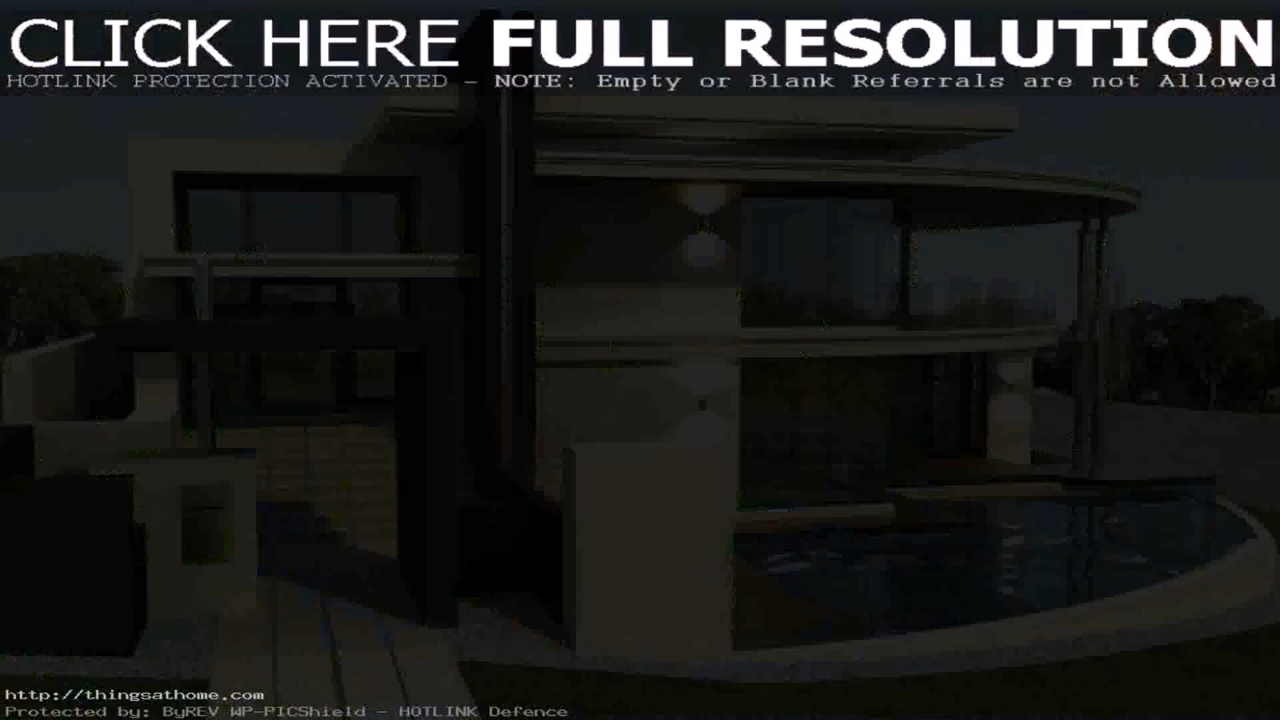 CLICK HERE FULL RESOLUTION
HOTLINK PROTECTION ACTIVATED – NOTE: Empty or Blank Referrals are not Allowed
http://thingsathome.com
Protected by: ByREV WP-PICShield – HOTLINK Defence